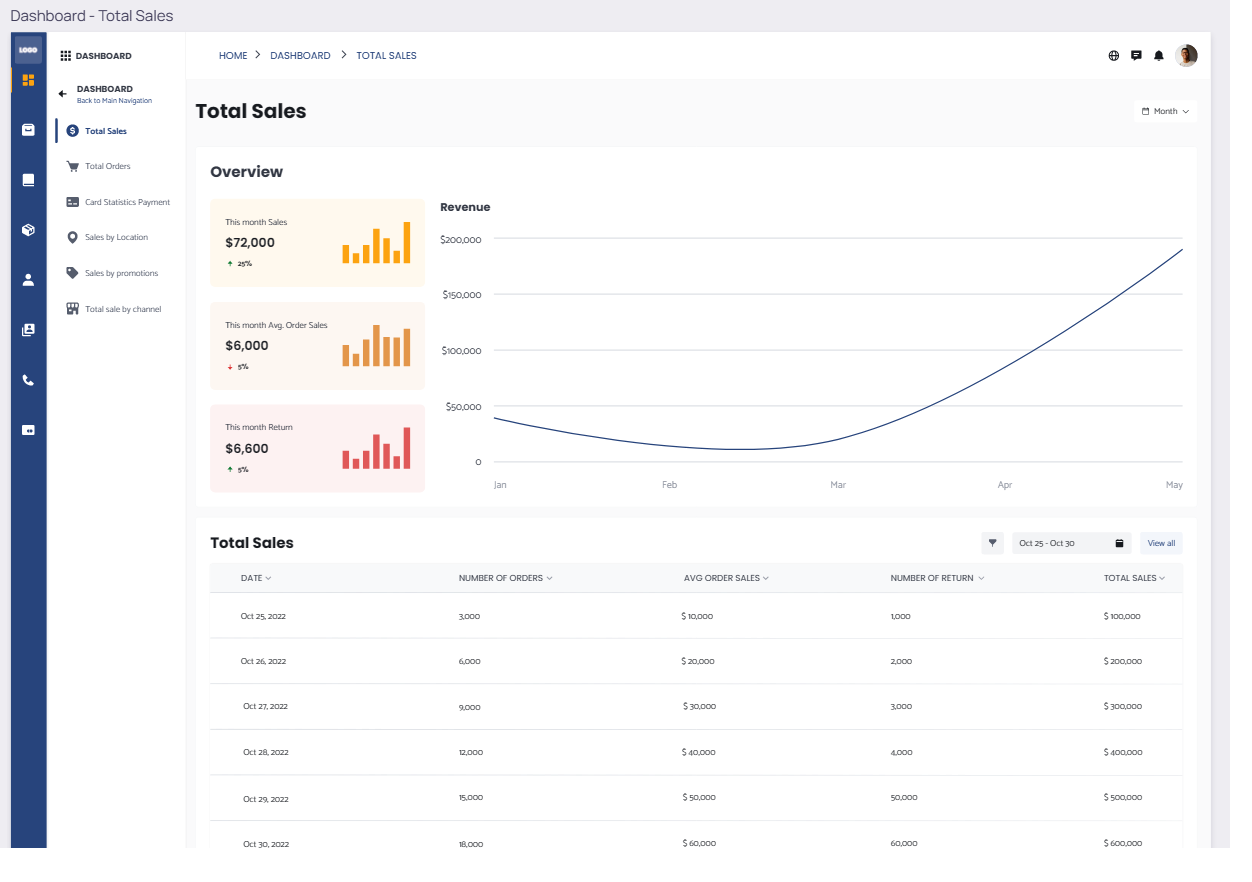 Dashboard - Total Sales
LOGO
DASHBOARD
HOME > DASHBOARD > TOTAL SALES
DASHBOARD
Back to Main Navigation
Total Sales
Total Orders
Card Statistics Payment
Sales by Location
Sales by promotions
Total sale by channel
Total Sales
Month
Overview
This month Sales
$72,000
25%
This month Avg. Order Sales
$6,000
5%
This month Return
$6,600
5%
Revenue
$200,000
$150,000
$100,000
$50,000
0
Jan Feb Mar Apr May
Total Sales
Oct 25 - Oct 30
View all
DATE NUMBER OF ORDERS AVG ORDER SALES NUMBER OF RETURN TOTAL SALES
Oct 25, 2022 3,000 $ 10,000 1,000 $ 100,000
Oct 26, 2022 6,000 $ 20,000 2,000 $ 200,000
Oct 27, 2022 9,000 $ 30,000 3,000 $ 300,000
Oct 28, 2022 12,000 $ 40,000 4,000 $ 400,000
Oct 29, 2022 15,000 $ 50,000 50,000 $ 500,000
Oct 30, 2022 18,000 $ 60,000 60,000 $ 600,000